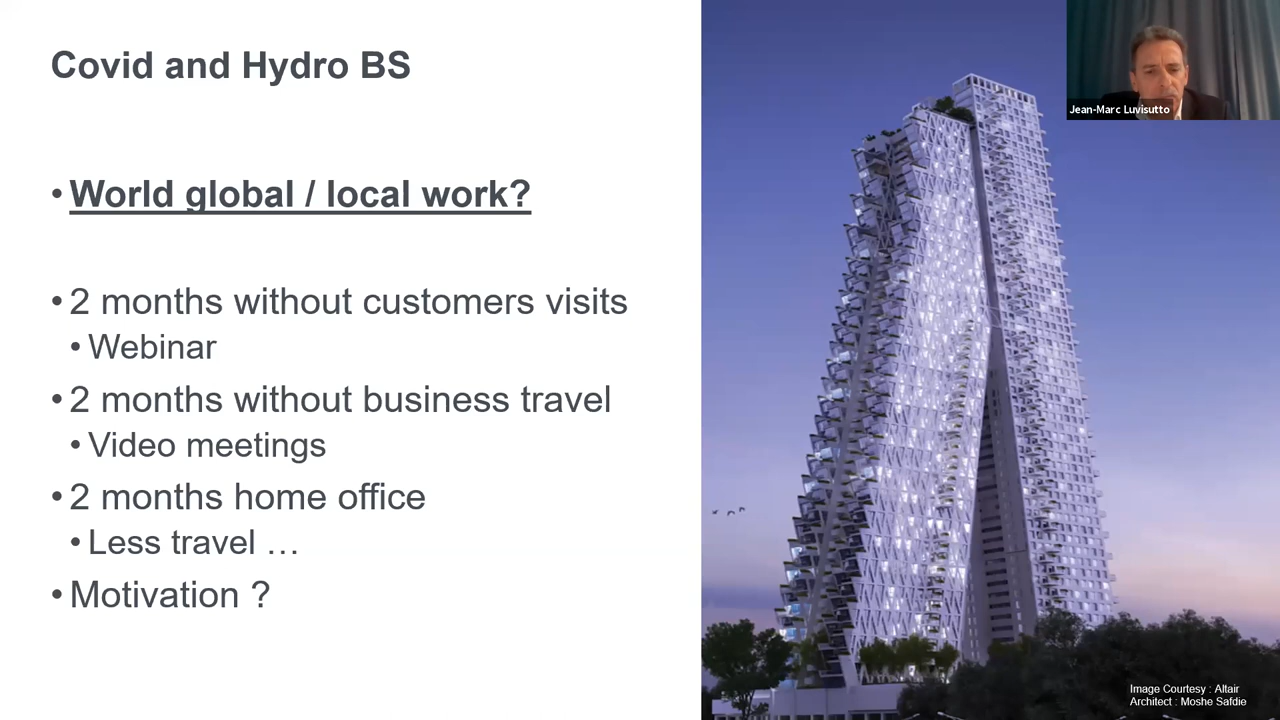 Covid and Hydro BS
• World global / local work?
• 2 months without customers visits
• Webinar
• 2 months without business travel
• Video meetings
• 2 months home office
• Less travel …
• Motivation ?
Jean-Marc Luvisutto
Image Courtesy : Altair
Architect : Moshe Safdie